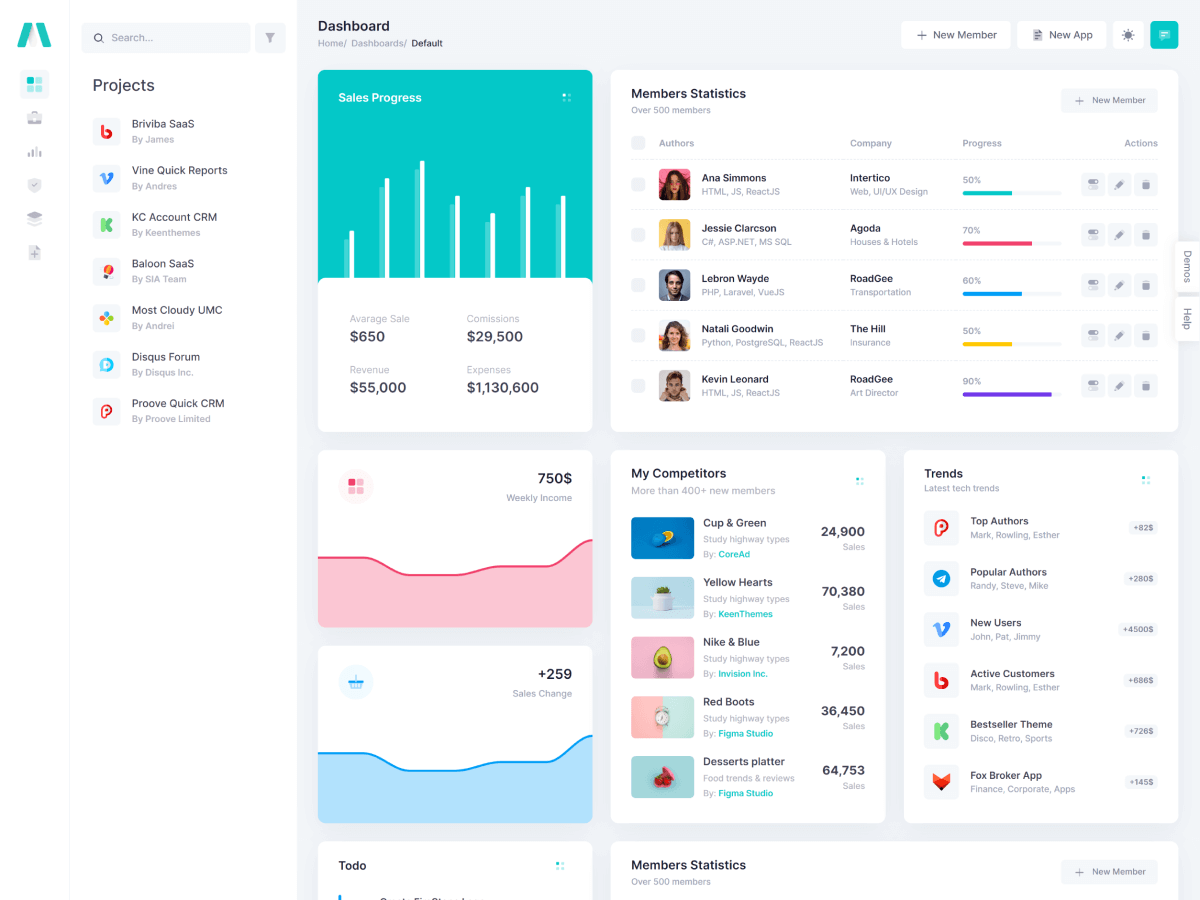 Search...
Projects
Briviba SaaS
By James
Vine Quick Reports
By Andres
KC Account CRM
By Keenthemes
Baloon SaaS
By SIA Team
Most Cloudy UMC
By Andrei
Disqus Forum
By Disqus Inc.
Proove Quick CRM
By Proove Limited
Dashboard
Home/ Dashboards/ Default
New Member
New App
Sales Progress
Avarage Sale
$650
Comissions
$29,500
Revenue
$55,000
Expenses
$1,130,600
Members Statistics
Over 500 members
New Member
Authors Company Progress Actions
Ana Simmons
HTML, JS, ReactJS
Intertico
Web, UI/UX Design
50%
Jessie Clarcson
C#, ASP.NET, MS SQL
Agoda
Houses & Hotels
70%
Lebron Wayde
PHP, Laravel, VueJS
RoadGee
Transportation
60%
Natali Goodwin
Python, PostgreSQL, ReactJS
The Hill
Insurance
50%
Kevin Leonard
HTML, JS, ReactJS
RoadGee
Art Director
90%
Demos
Help
750$
Weekly Income
+259
Sales Change
My Competitors
More than 400+ new members
Cup & Green
Study highway types
By: CoreAd
24,900
Sales
Yellow Hearts
Study highway types
By: KeenThemes
70,380
Sales
Nike & Blue
Study highway types
By: Invision Inc.
7,200
Sales
Red Boots
Study highway types
By: Figma Studio
36,450
Sales
Desserts platter
Food trends & reviews
By: Figma Studio
64,753
Sales
Trends
Latest tech trends
Top Authors
Mark, Rowling, Esther
+82$
Popular Authors
Randy, Steve, Mike
+280$
New Users
John, Pat, Jimmy
+4500$
Active Customers
Mark, Rowling, Esther
+686$
Bestseller Theme
Disco, Retro, Sports
+726$
Fox Broker App
Finance, Corporate, Apps
+145$
Todo
Members Statistics
Over 500 members
New Member